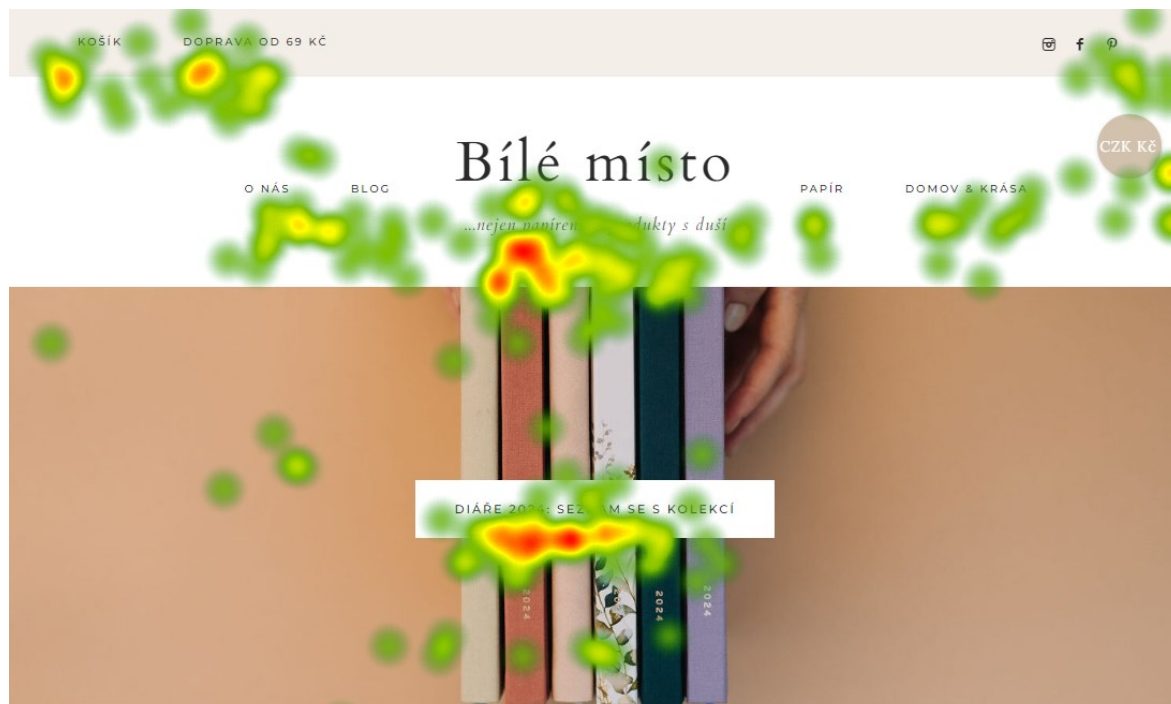 KOŠÍK DOPRAVA OD 69 KČ
CZK Kč
Bílé místo
O NÁS BLOG PAPÍR DOMOV & KRÁSA
...nejen s duší
DIÁŘE SE S KOLEKCÍ
2024
2024
2024